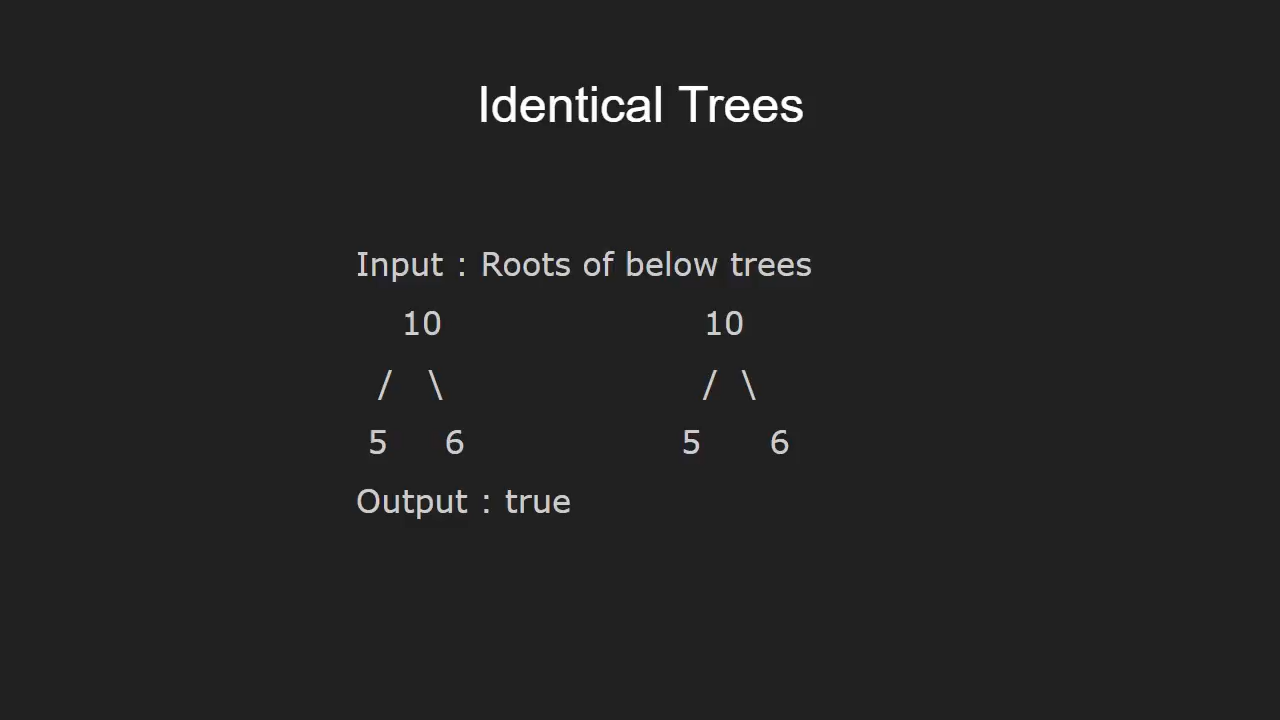 Identical Trees
Input : Roots of below trees
10 10
/ \ / \
5 6 5 6
Output : true